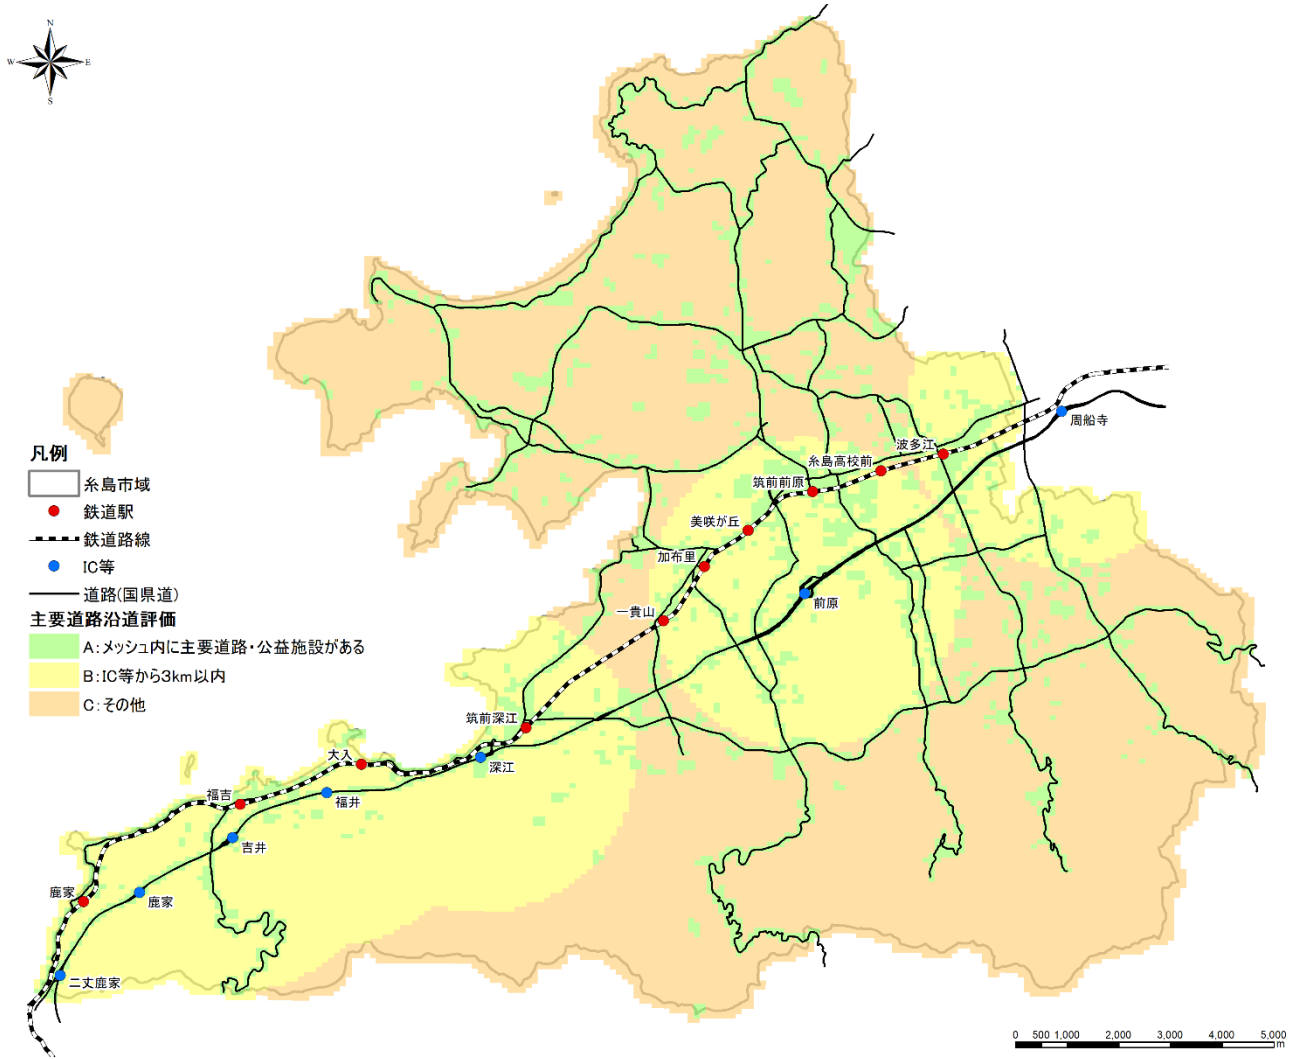 N
W
E
S
周船寺
波多江
糸島高校前
筑前前原
美咲が丘
加布里
前原
一貴山
筑前深江
深江
大入
福井
福吉
吉井
鹿家
鹿家
二丈鹿家
凡例
糸島市域
鉄道駅
鉄道路線
IC等
道路(国県道)
主要道路沿道評価
A:メッシュ内に主要道路・公益施設がある
B:IC等から3km以内
C:その他
0 500 1,000 2,000 3,000 4,000 5,000
m